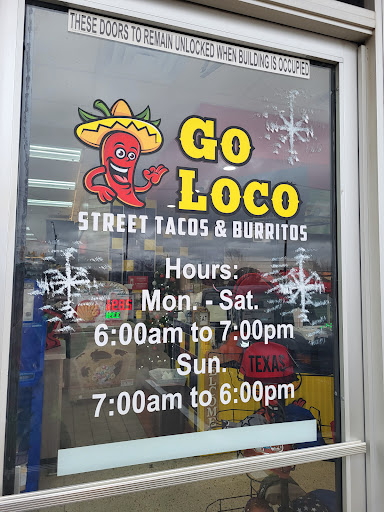 THESE DOORS TO REMAIN UNLOCKED WHEN BUILDING IS OCCUPIED
GO
LOCO
STREET TACOS & BURRITOS
Hours:
Mon. - Sat.
6:00am to 7:00pm
Sun.
7:00am to 6:00pm
TEXAS